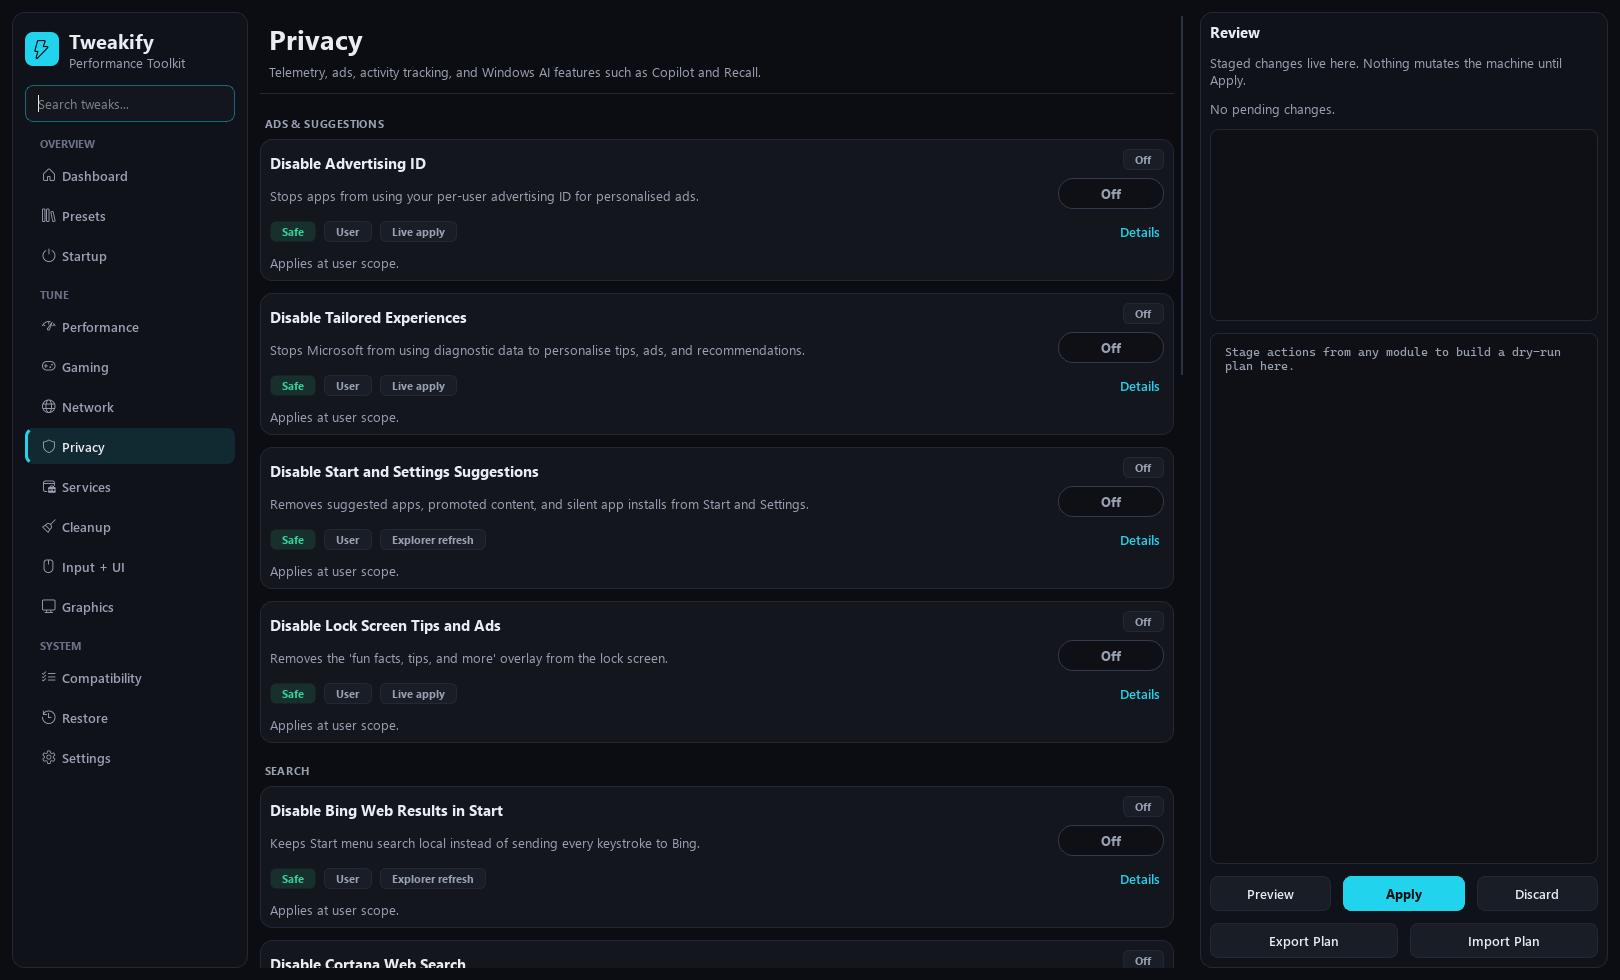 Tweakify
Performance Toolkit
Search tweaks...
OVERVIEW
Dashboard
Presets
Startup
TUNE
Performance
Gaming
Network
Privacy
Services
Cleanup
Input + UI
Graphics
SYSTEM
Compatibility
Restore
Settings
Privacy
Telemetry, ads, activity tracking, and Windows AI features such as Copilot and Recall.
ADS & SUGGESTIONS
Disable Advertising ID
Off
Stops apps from using your per-user advertising ID for personalised ads.
Off
Safe User Live apply
Details
Applies at user scope.
Disable Tailored Experiences
Off
Stops Microsoft from using diagnostic data to personalise tips, ads, and recommendations.
Off
Safe User Live apply
Details
Applies at user scope.
Disable Start and Settings Suggestions
Off
Removes suggested apps, promoted content, and silent app installs from Start and Settings.
Off
Safe User Explorer refresh
Details
Applies at user scope.
Disable Lock Screen Tips and Ads
Off
Removes the 'fun facts, tips, and more' overlay from the lock screen.
Off
Safe User Live apply
Details
Applies at user scope.
SEARCH
Disable Bing Web Results in Start
Off
Keeps Start menu search local instead of sending every keystroke to Bing.
Off
Safe User Explorer refresh
Details
Applies at user scope.
Disable Cortana Web Search
Off
Review
Staged changes live here. Nothing mutates the machine until
Apply.
No pending changes.
Stage actions from any module to build a dry-run
plan here.
Preview Apply Discard
Export Plan Import Plan